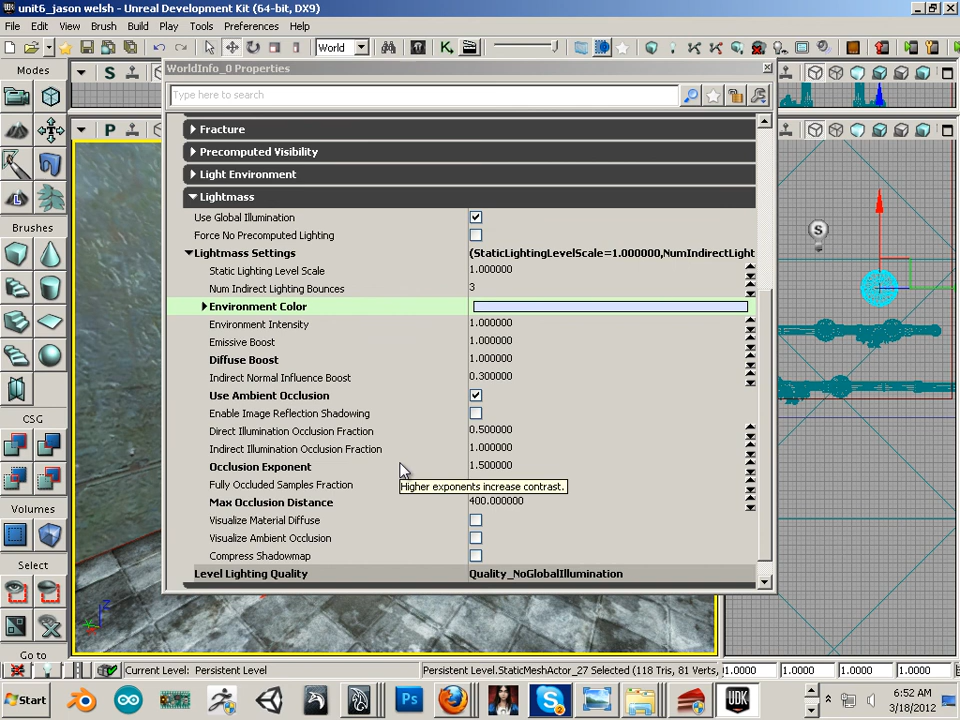 unit6_jason welsh - Unreal Development Kit (64-bit, DX9)
File Edit View Brush Build Play Tools Preferences Help
World
Modes
WorldInfo_0 Properties
Type here to search
S
P
Fracture
Precomputed Visibility
Light Environment
Lightmass
Use Global Illumination
Force No Precomputed Lighting
Lightmass Settings (StaticLightingLevelScale=1.000000,NumIndirectLight
Static Lighting Level Scale 1.000000
Num Indirect Lighting Bounces 3
Environment Color
Environment Intensity 1.000000
Emissive Boost 1.000000
Diffuse Boost 1.000000
Indirect Normal Influence Boost 0.300000
Use Ambient Occlusion
Enable Image Reflection Shadowing
Direct Illumination Occlusion Fraction 0.500000
Indirect Illumination Occlusion Fraction 1.000000
Occlusion Exponent 1.500000
Fully Occluded Samples Fraction
Higher exponents increase contrast.
Max Occlusion Distance 400.000000
Visualize Material Diffuse
Visualize Ambient Occlusion
Compress Shadowmap
Level Lighting Quality Quality_NoGlobalIllumination
Brushes
CSG
Volumes
Select
Go to
S
Current Level: Persistent Level
Persistent Level.StaticMeshActor_27 Selected (118 Tris, 81 Verts,
1.0000 1.0000 1.0000 1.0000
Start
Ps
UDK
6:52 AM
3/18/2012